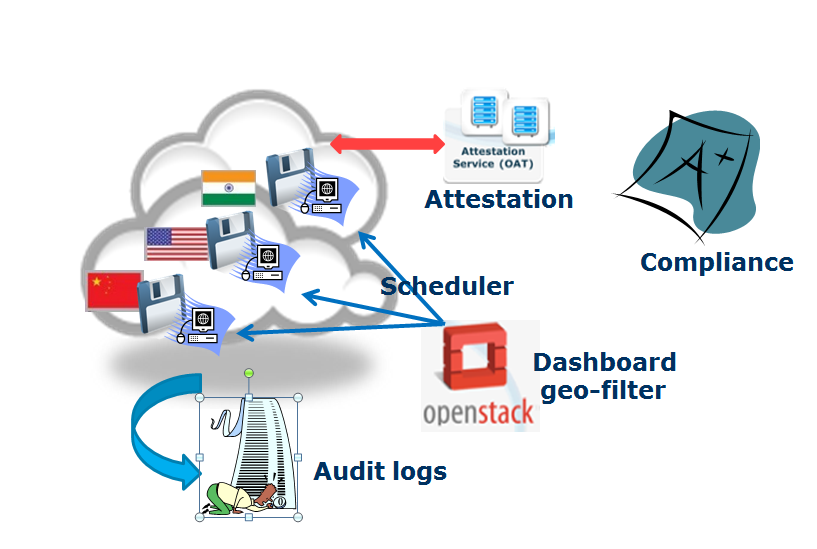 Attestation
Service (OAT)
Attestation
A+
Compliance
Scheduler
Dashboard
geo-filter
openstack
Audit logs